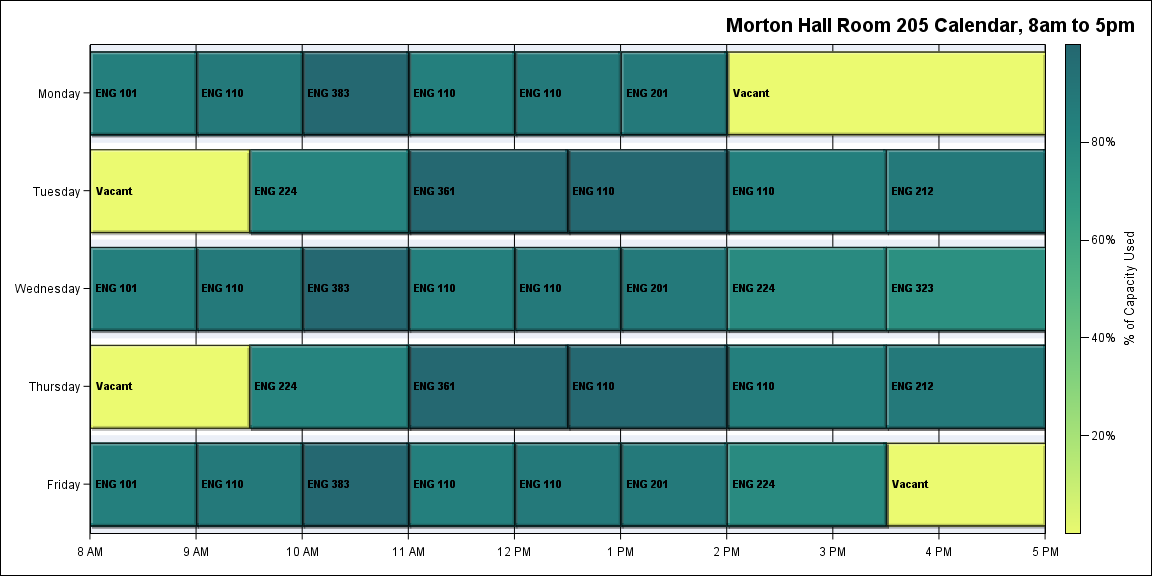 Morton Hall Room 205 Calendar, 8am to 5pm
Monday
ENG 101
ENG 110
ENG 383
ENG 110
ENG 110
ENG 201
Vacant
Tuesday
Vacant
ENG 224
ENG 361
ENG 110
ENG 110
ENG 212
Wednesday
ENG 101
ENG 110
ENG 383
ENG 110
ENG 110
ENG 201
ENG 224
ENG 323
Thursday
Vacant
ENG 224
ENG 361
ENG 110
ENG 110
ENG 212
Friday
ENG 101
ENG 110
ENG 383
ENG 110
ENG 110
ENG 201
ENG 224
Vacant
8 AM
9 AM
10 AM
11 AM
12 PM
1 PM
2 PM
3 PM
4 PM
5 PM
80%
60%
40%
20%
% of Capacity Used